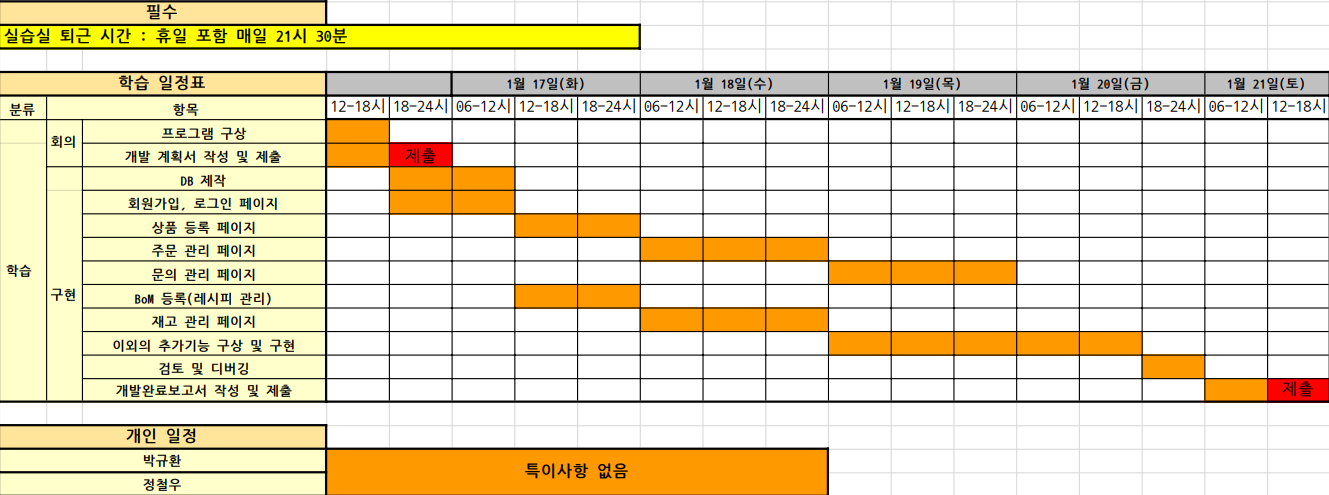 필수
실습실 퇴근 시간 : 휴일 포함 매일 21시 30분
학습 일정표 1월 17일(화) 1월 18일(수) 1월 19일(목) 1월 20일(금) 1월 21일(토)
분류 항목 12-18시 18-24시 06-12시 12-18시 18-24시 06-12시 12-18시 18-24시 06-12시 12-18시 18-24시 06-12시 12-18시 18-24시 06-12시 12-18시
학습
회의
프로그램 구상
개발 계획서 작성 및 제출 제출
구현
DB 제작
회원가입, 로그인 페이지
상품 등록 페이지
주문 관리 페이지
문의 관리 페이지
BoM 등록(레시피 관리)
재고 관리 페이지
이외의 추가기능 구상 및 구현
검토 및 디버깅
개발완료보고서 작성 및 제출 제출
개인 일정
박규환
특이사항 없음
정철우